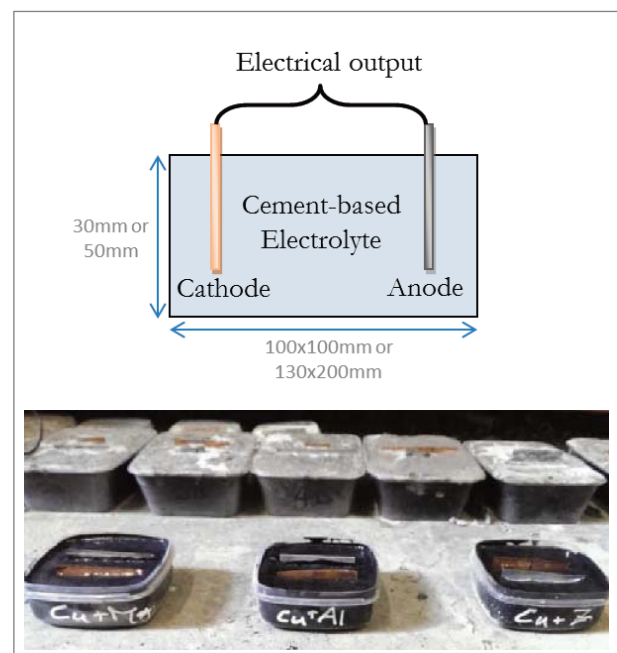 Electrical output
30mm or
50mm
Cement-based
Electrolyte
Cathode
Anode
100x100mm or
130x200mm
Cu+Al